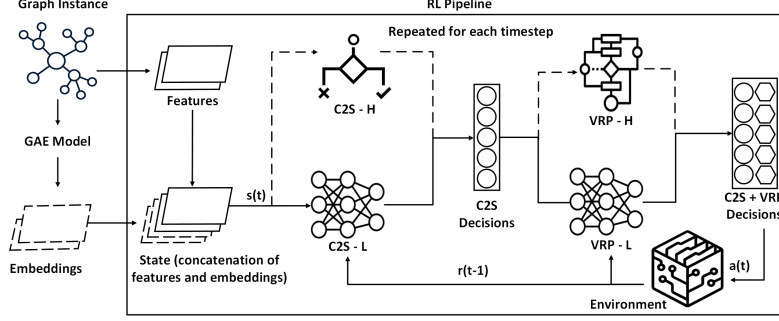 Graph Instance
RL Pipeline
Repeated for each timestep
Features
C2S - H
VRP - H
GAE Model
s(t)
C2S
Decisions
C2S + VRP
Decisions
C2S - L
VRP - L
Embeddings
State (concatenation of
features and embeddings)
r(t-1)
a(t)
Environment